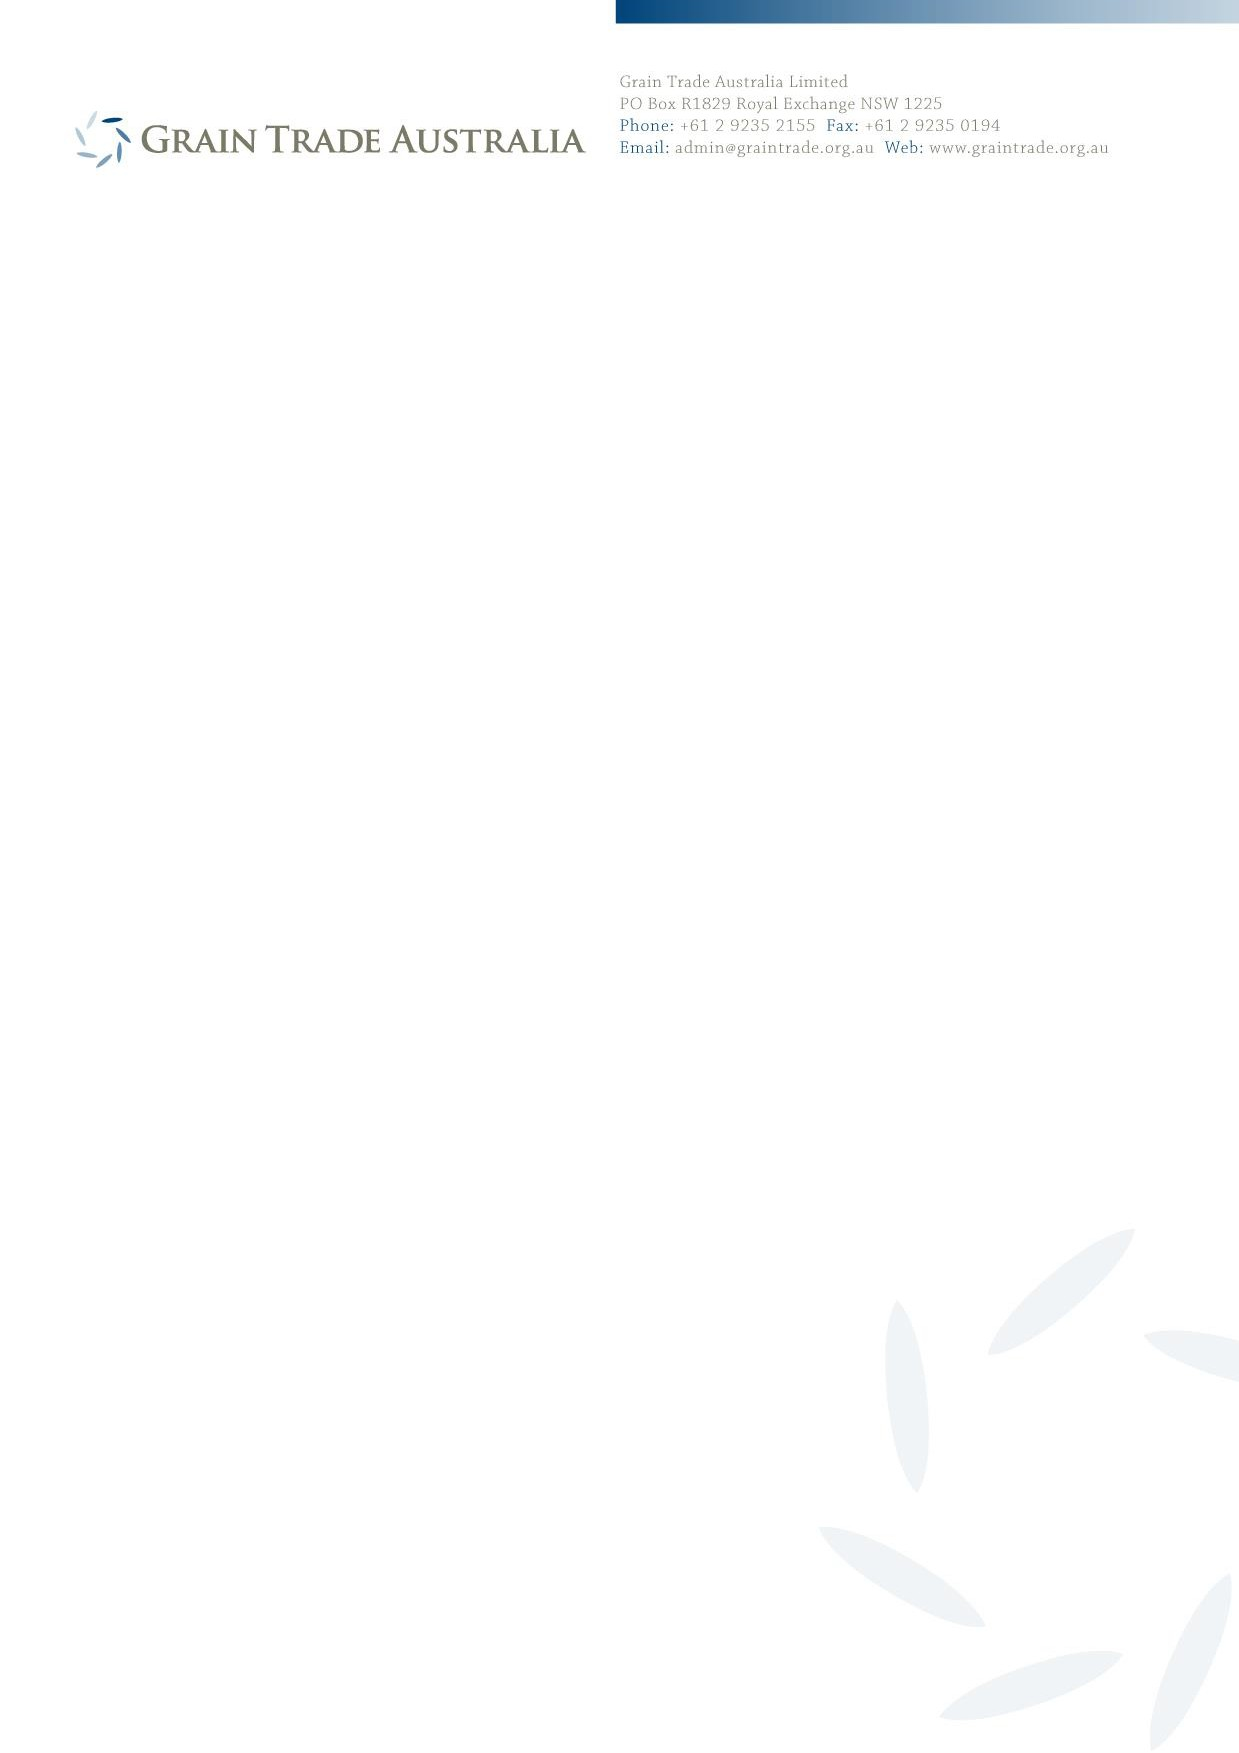 Grain Trade Australia
Grain Trade Australia Limited
PO Box R1829 Royal Exchange NSW 1225
Phone: +61 2 9235 2155 Fax: +61 2 9235 0194
Email: admin@graintrade.org.au Web: www.graintrade.org.au